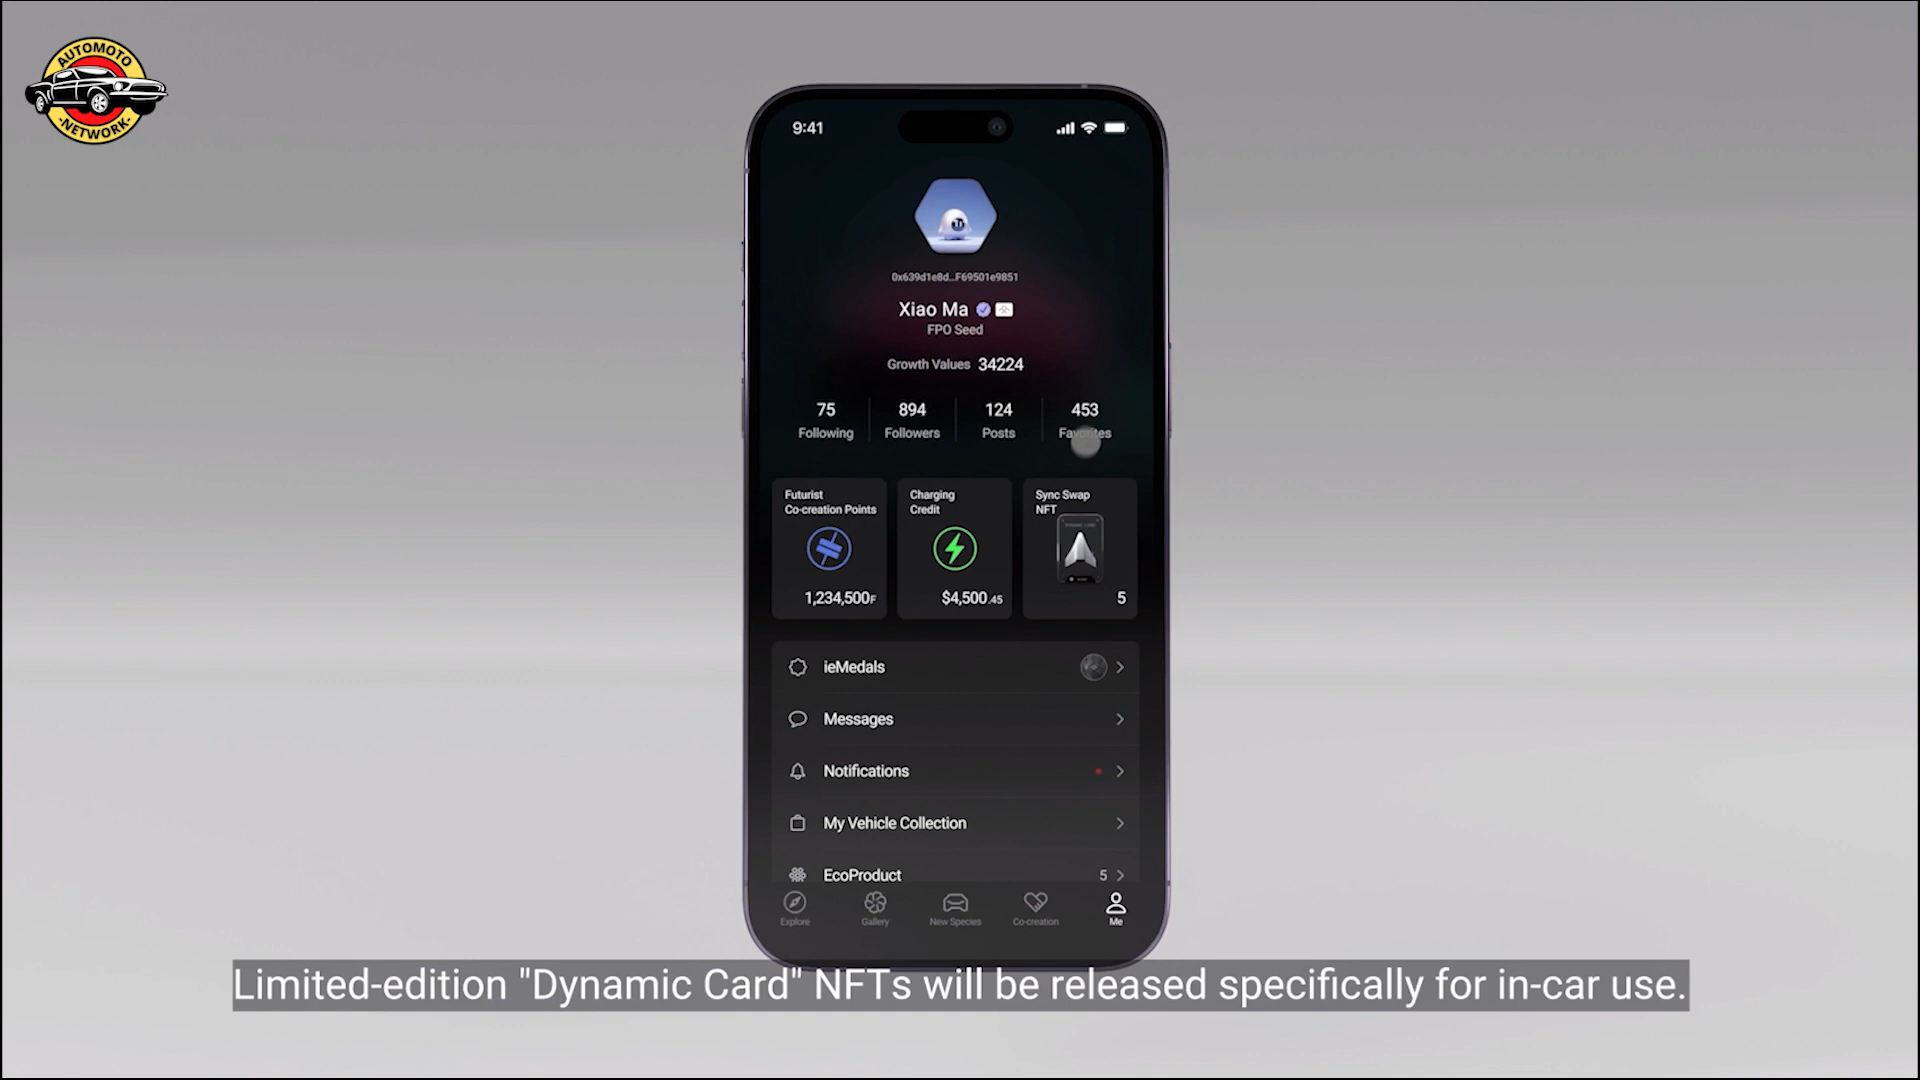 AUTOMOTO
-NETWORK-
9:41
0x639d1e8d...F69501e9851
Xiao Ma
FPO Seed
Growth Values 34224
75 894 124 453
Following Followers Posts Favorites
Futurist
Co-creation Points
1,234,500F
Charging
Credit
$4,500.45
Sync Swap
NFT
DYNAMIC CARD
5
ieMedals
Messages
Notifications
My Vehicle Collection
EcoProduct 5
Explore Gallery New Species Co-creation Me
Limited-edition "Dynamic Card" NFTs will be released specifically for in-car use.